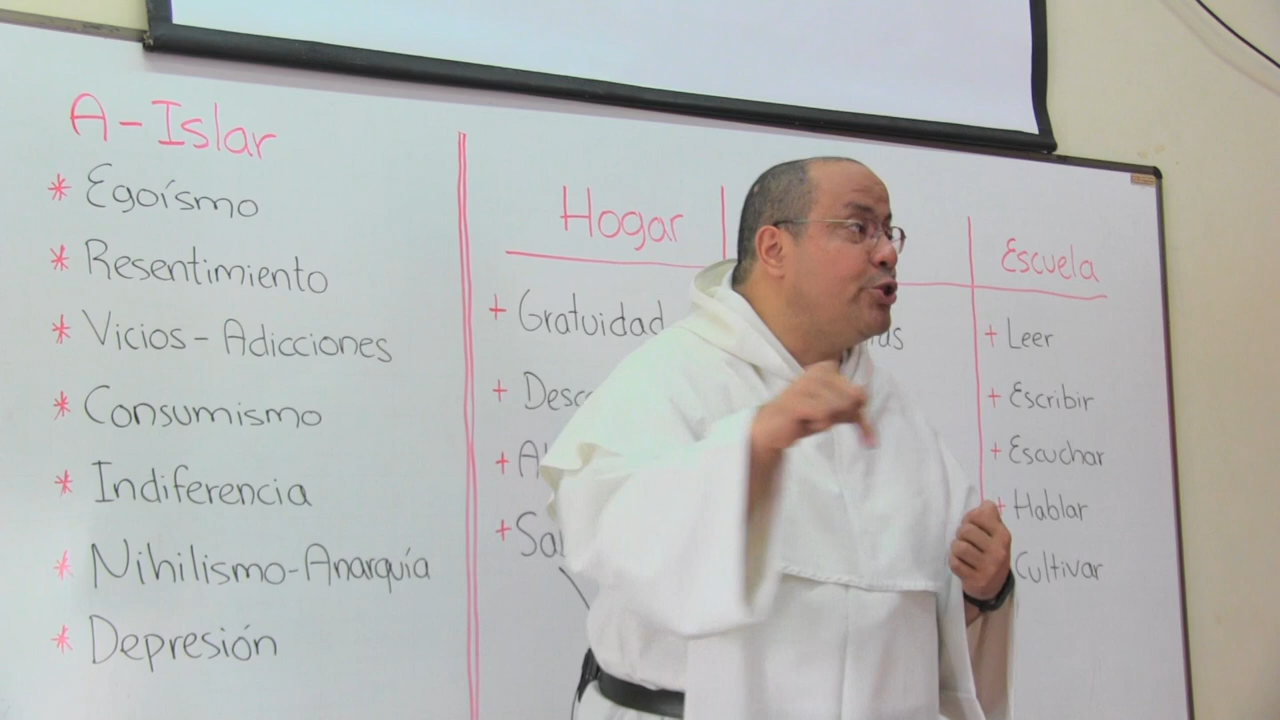 A-Islar
* Egoísmo
* Resentimiento
* Vicios - Adicciones
* Consumismo
* Indiferencia
* Nihilismo-Anarquía
* Depresión
Hogar
+ Gratuidad
+
+
+
Escuela
+ Leer
+ Escribir
+ Escuchar
+ Hablar
Cultivar